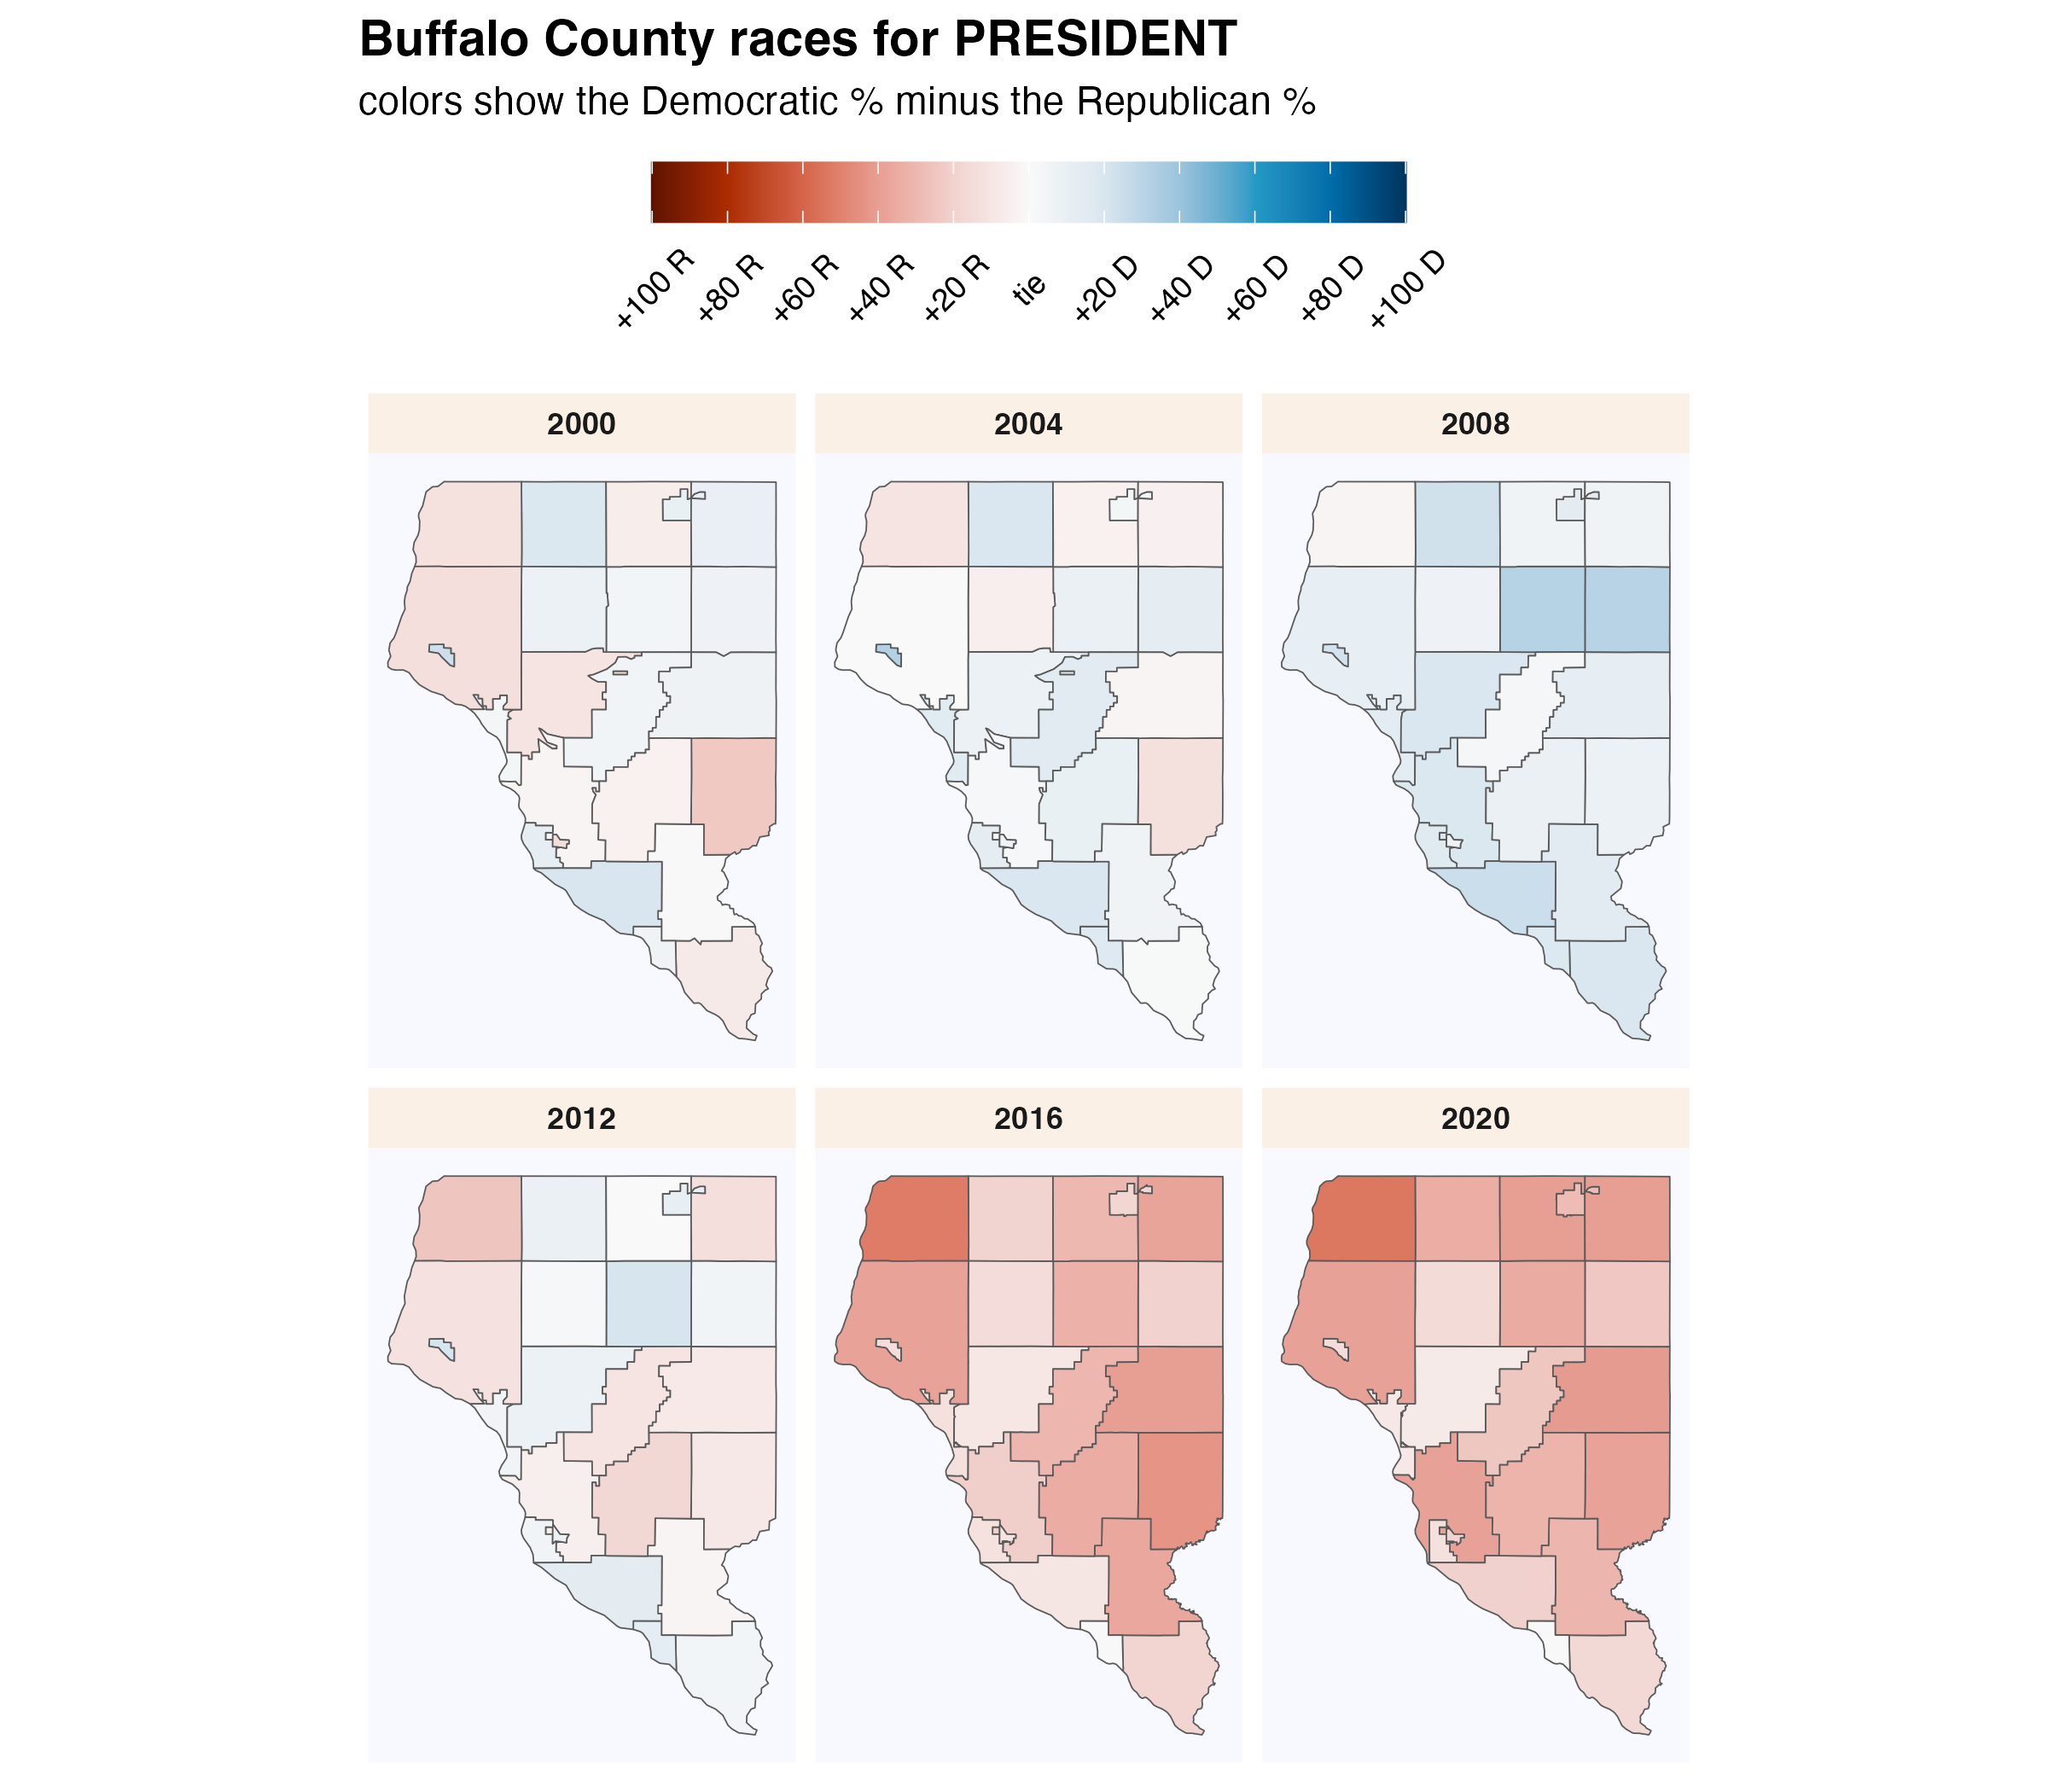 Buffalo County races for PRESIDENT
colors show the Democratic % minus the Republican %
+100 R +80 R +60 R +40 R +20 R tie +20 D +40 D +60 D +80 D +100 D
2000 2004 2008
2012 2016 2020